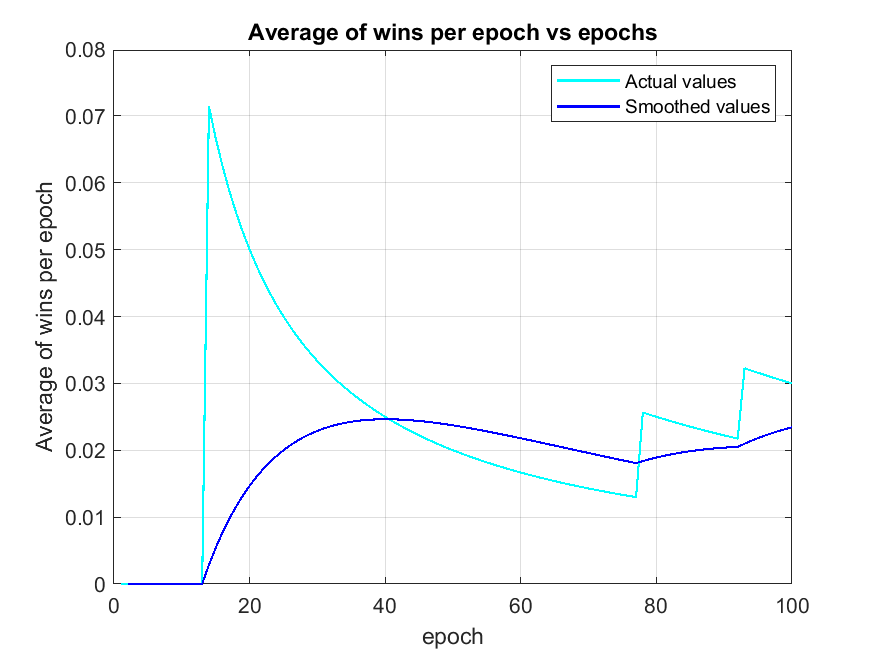 Average of wins per epoch vs epochs
Actual values
Smoothed values
Average of wins per epoch
0.08
0.07
0.06
0.05
0.04
0.03
0.02
0.01
0
0 20 40 60 80 100
epoch